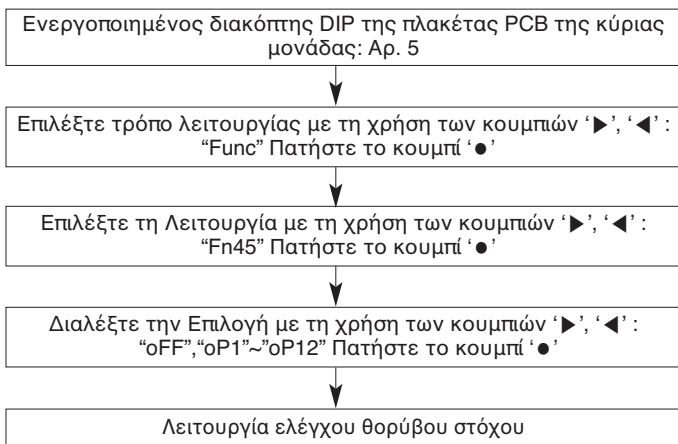 Ενεργοποιημένος διακόπτης DIP της πλακέτας PCB της κύριας
μονάδας: Αρ. 5
Επιλέξτε τρόπο λειτουργίας με τη χρήση των κουμπιών ‘▶’, ‘◀’ :
“Func” Πατήστε το κουμπί ‘●’
Επιλέξτε τη Λειτουργία με τη χρήση των κουμπιών ‘▶’, ‘◀’ :
“Fn45” Πατήστε το κουμπί ‘●’
Διαλέξτε την Επιλογή με τη χρήση των κουμπιών ‘▶’, ‘◀’ :
“oFF”,“oP1”~”oP12” Πατήστε το κουμπί ‘●’
Λειτουργία ελέγχου θορύβου στόχου